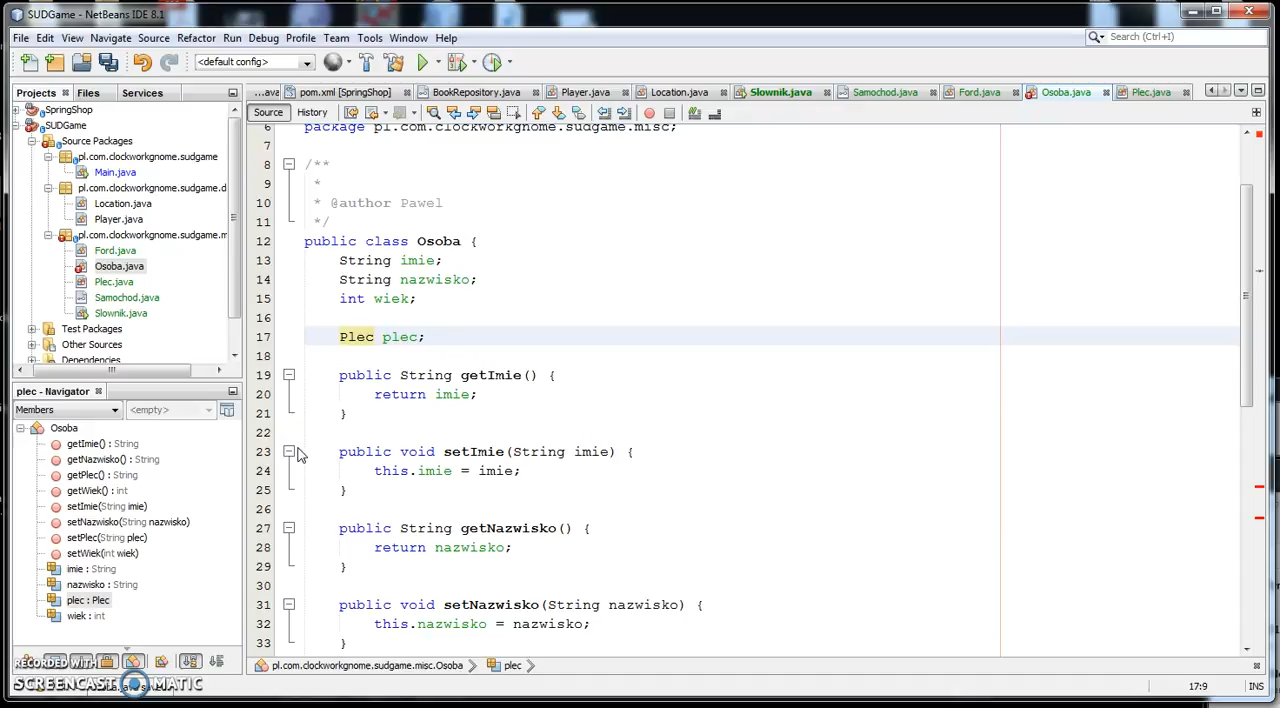 SUDGame - NetBeans IDE 8.1
File Edit View Navigate Source Refactor Run Debug Profile Team Tools Window Help
Search (Ctrl+I)
<default config>
Projects Files Services
...ava pom.xml [SpringShop] BookRepository.java Player.java Location.java Slownik.java Samochod.java Ford.java Osoba.java Plec.java
Source History
SpringShop
SUDGame
Source Packages
pl.com.clockworkgnome.sudgame
Main.java
pl.com.clockworkgnome.sudgame.d
Location.java
Player.java
pl.com.clockworkgnome.sudgame.m
Ford.java
Osoba.java
Plec.java
Samochod.java
Slownik.java
Test Packages
Other Sources
Dependencies
plec - Navigator
Members <empty>
Osoba
getImie() : String
getNazwisko() : String
getPlec() : String
getWiek() : int
setImie(String imie)
setNazwisko(String nazwisko)
setPlec(String plec)
setWiek(int wiek)
imie : String
nazwisko : String
plec : Plec
wiek : int
6 package pl.com.clockworkgnome.sudgame.misc;
7
8 /**
9 *
10 * @author Pawel
11 */
12 public class Osoba {
13 String imie;
14 String nazwisko;
15 int wiek;
16
17 Plec plec;
18
19 public String getImie() {
20 return imie;
21 }
22
23 public void setImie(String imie) {
24 this.imie = imie;
25 }
26
27 public String getNazwisko() {
28 return nazwisko;
29 }
30
31 public void setNazwisko(String nazwisko) {
32 this.nazwisko = nazwisko;
33 }
pl.com.clockworkgnome.sudgame.misc.Osoba plec
RECORDED WITH
SCREENCAST MATIC
17:9 INS